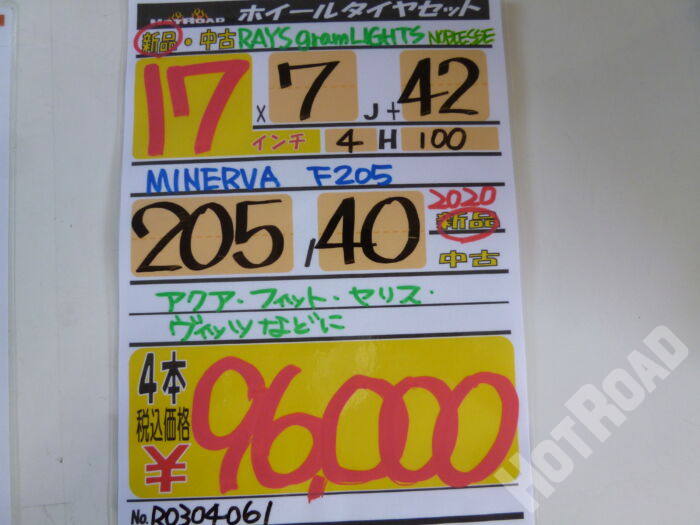 HOTROAD ホイールタイヤセット
新品・中古 RAYS gramLIGHTS NOBLESSE
17 x 7 J+ 42
インチ 4 H 100
MINERVA F205
205 / 40 2020 新品
中古
アクア・フィット・ヤリス・
ヴィッツなどに
4本
税込価格
¥96,000
No. R0304-061
HOTROAD